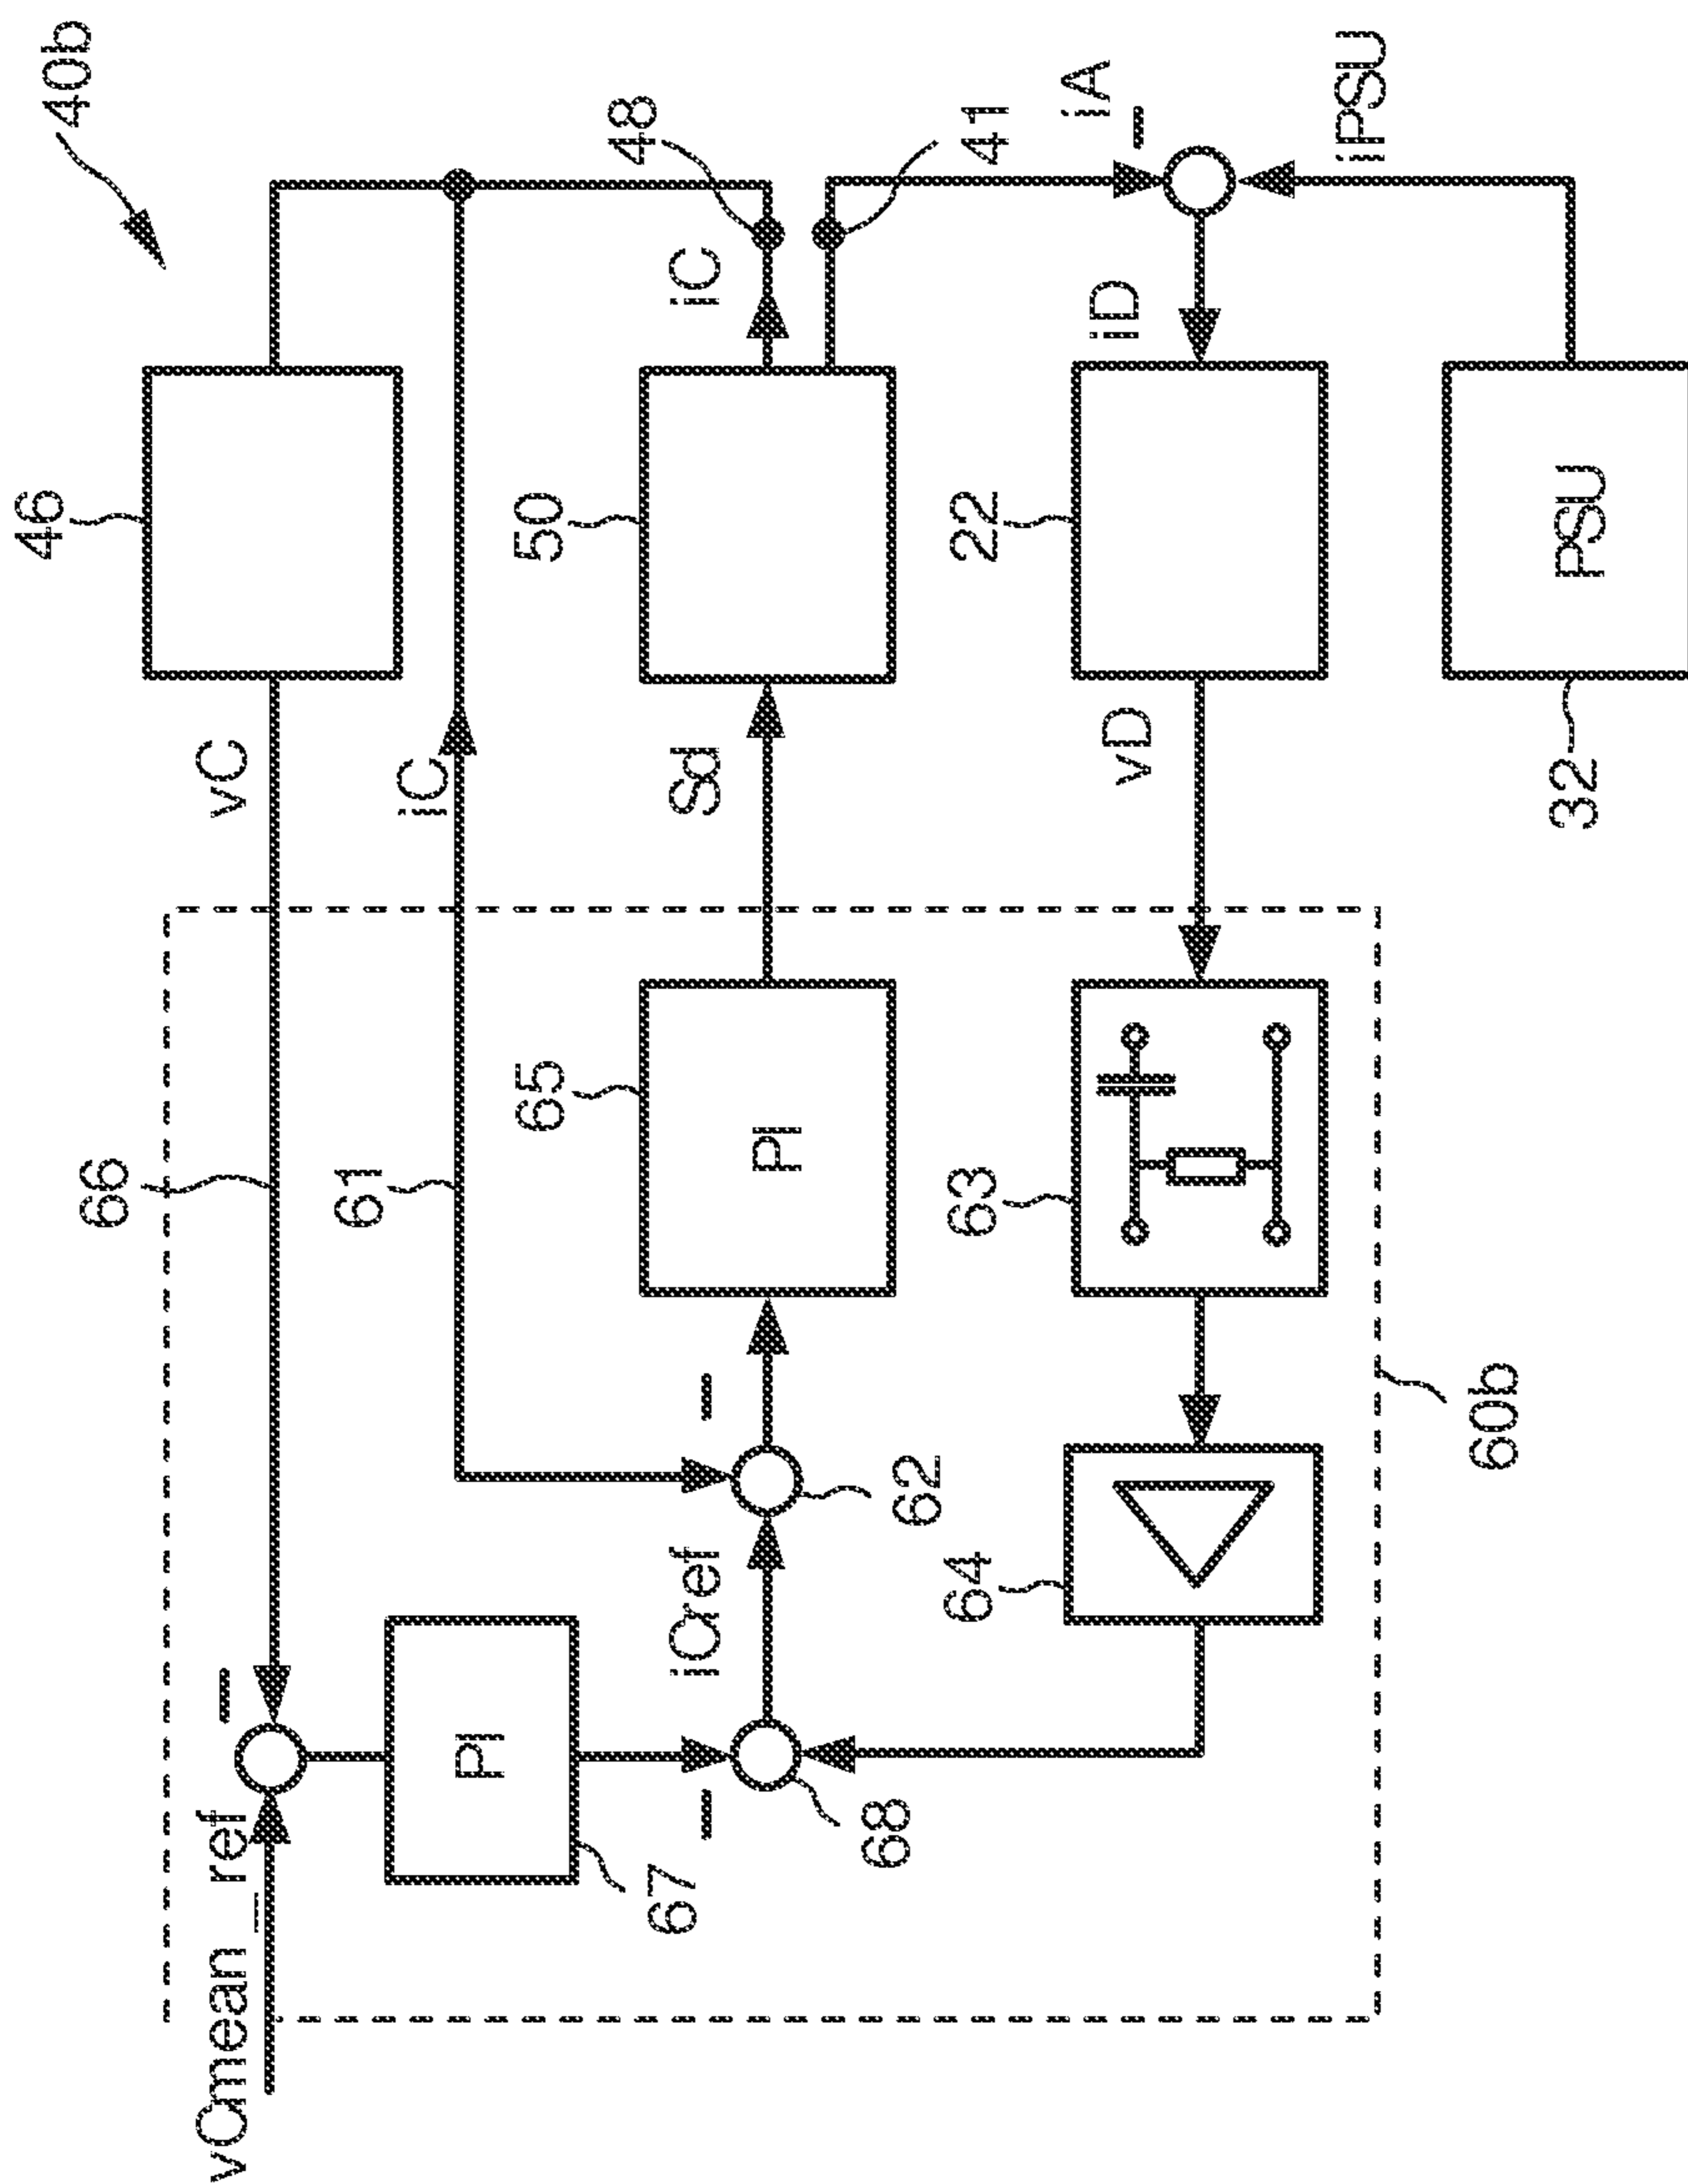 40b
46
vC
66
vCmean_ref
–
iC
61
PI
67
48
iC
50
Sd
65
PI
–
62
iCref
–
68
41
iA
–
iD
22
vD
63
64
iPSU
PSU
32
60b